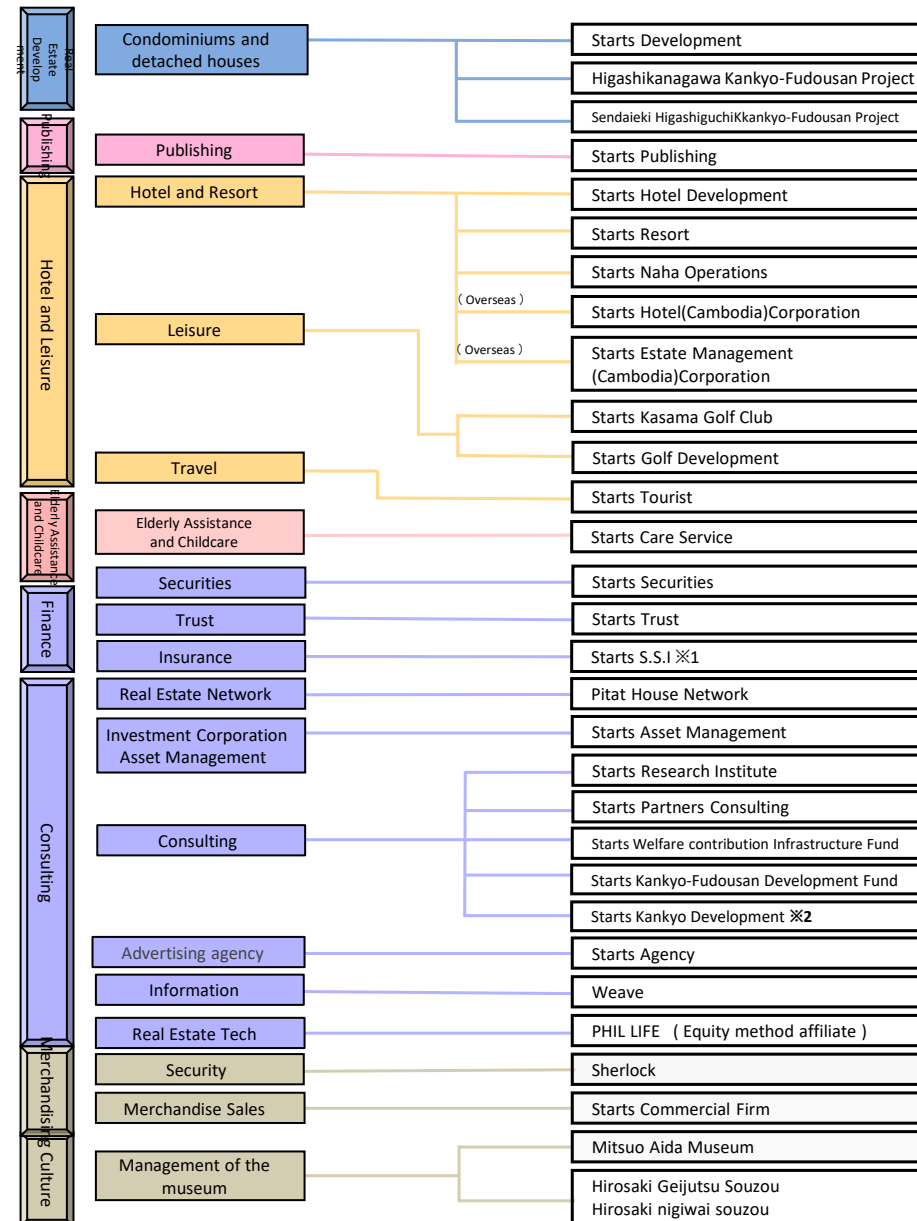 Real
Estate
Develop
ment
Condominiums and
detached houses
Starts Development
Higashikanagawa Kankyo-Fudousan Project
Sendaieki HigashiguchiKkankyo-Fudousan Project
Publishing
Publishing
Starts Publishing
Hotel and Leisure
Hotel and Resort
Starts Hotel Development
Starts Resort
Starts Naha Operations
( Overseas )
Starts Hotel(Cambodia)Corporation
Leisure
( Overseas )
Starts Estate Management
(Cambodia)Corporation
Starts Kasama Golf Club
Starts Golf Development
Travel
Starts Tourist
Elderly Assistance
and Childcare
Elderly Assistance
and Childcare
Starts Care Service
Finance
Securities
Starts Securities
Trust
Starts Trust
Insurance
Starts S.S.I ※1
Consulting
Real Estate Network
Pitat House Network
Investment Corporation
Asset Management
Starts Asset Management
Starts Research Institute
Starts Partners Consulting
Consulting
Starts Welfare contribution Infrastructure Fund
Starts Kankyo-Fudousan Development Fund
Starts Kankyo Development ※2
Advertising agency
Starts Agency
Information
Weave
Real Estate Tech
PHIL LIFE ( Equity method affiliate )
Merchandising
Security
Sherlock
Merchandise Sales
Starts Commercial Firm
Culture
Management of the
museum
Mitsuo Aida Museum
Hirosaki Geijutsu Souzou
Hirosaki nigiwai souzou